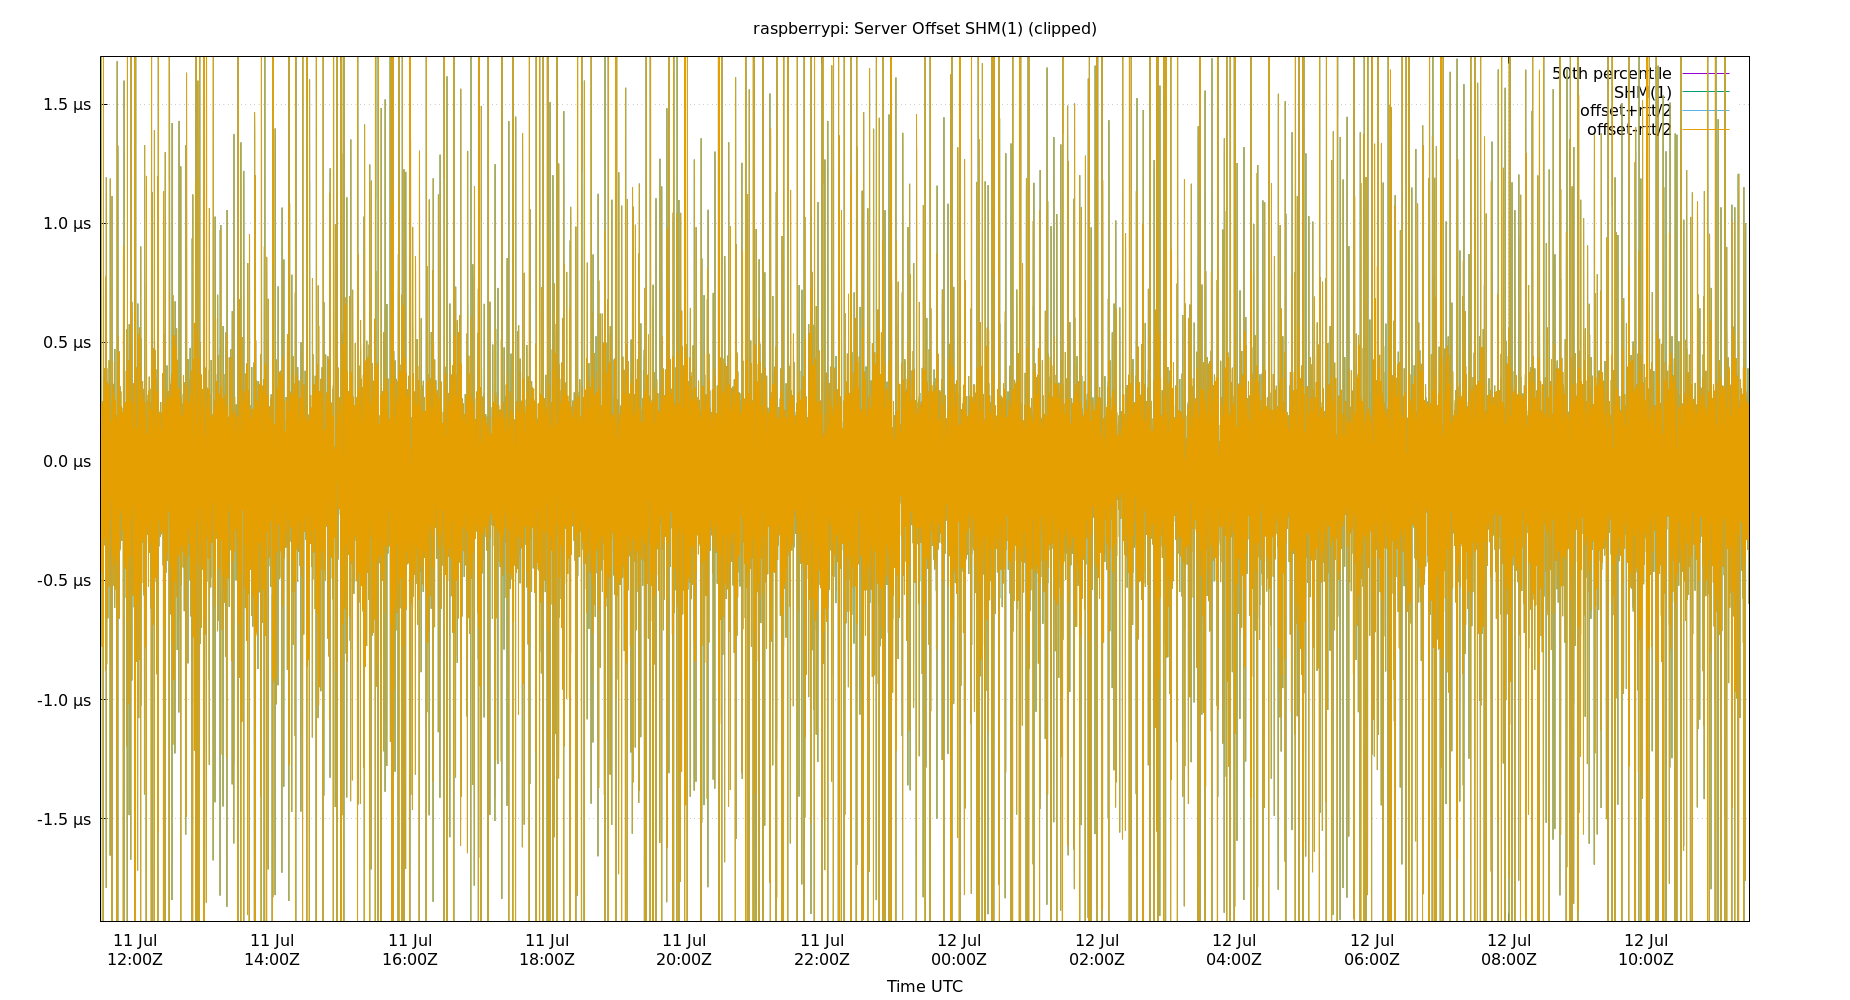 raspberrypi: Server Offset SHM(1) (clipped)
50th percentile
SHM(1)
offset+rtt/2
offset-rtt/2
1.5 µs
1.0 µs
0.5 µs
0.0 µs
-0.5 µs
-1.0 µs
-1.5 µs
11 Jul 11 Jul 11 Jul 11 Jul 11 Jul 11 Jul 12 Jul 12 Jul 12 Jul 12 Jul 12 Jul 12 Jul
12:00Z 14:00Z 16:00Z 18:00Z 20:00Z 22:00Z 00:00Z 02:00Z 04:00Z 06:00Z 08:00Z 10:00Z
Time UTC